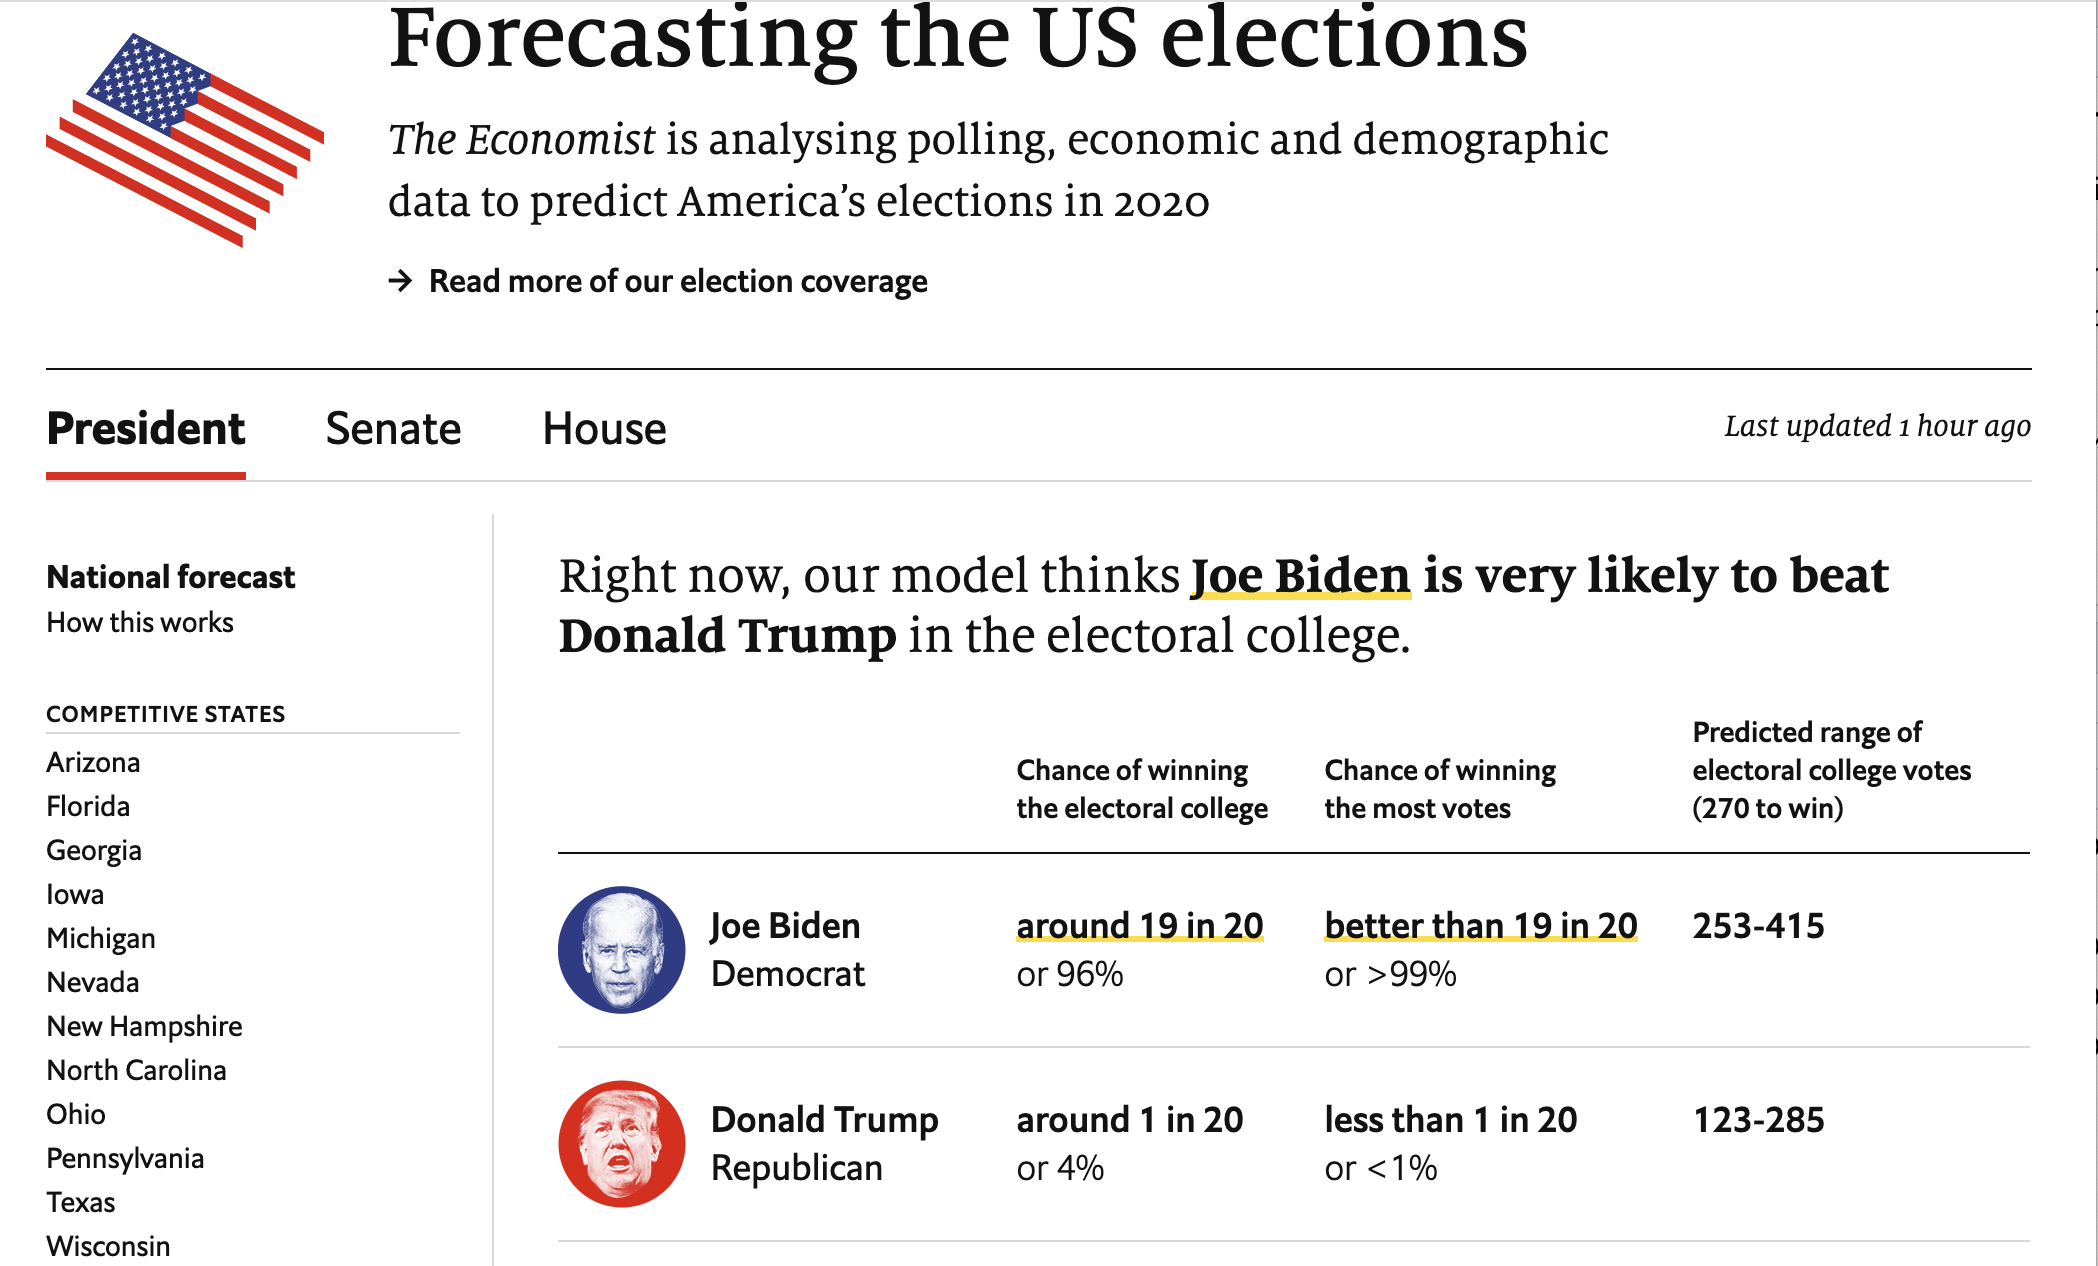 Forecasting the US elections
The Economist is analysing polling, economic and demographic
data to predict America's elections in 2020
→ Read more of our election coverage
President Senate House Last updated 1 hour ago
National forecast
How this works
COMPETITIVE STATES
Arizona
Florida
Georgia
Iowa
Michigan
Nevada
New Hampshire
North Carolina
Ohio
Pennsylvania
Texas
Wisconsin
Right now, our model thinks Joe Biden is very likely to beat
Donald Trump in the electoral college.
Chance of winning
the electoral college
Chance of winning
the most votes
Predicted range of
electoral college votes
(270 to win)
Joe Biden around 19 in 20 better than 19 in 20 253-415
Democrat or 96% or >99%
Donald Trump around 1 in 20 less than 1 in 20 123-285
Republican or 4% or <1%